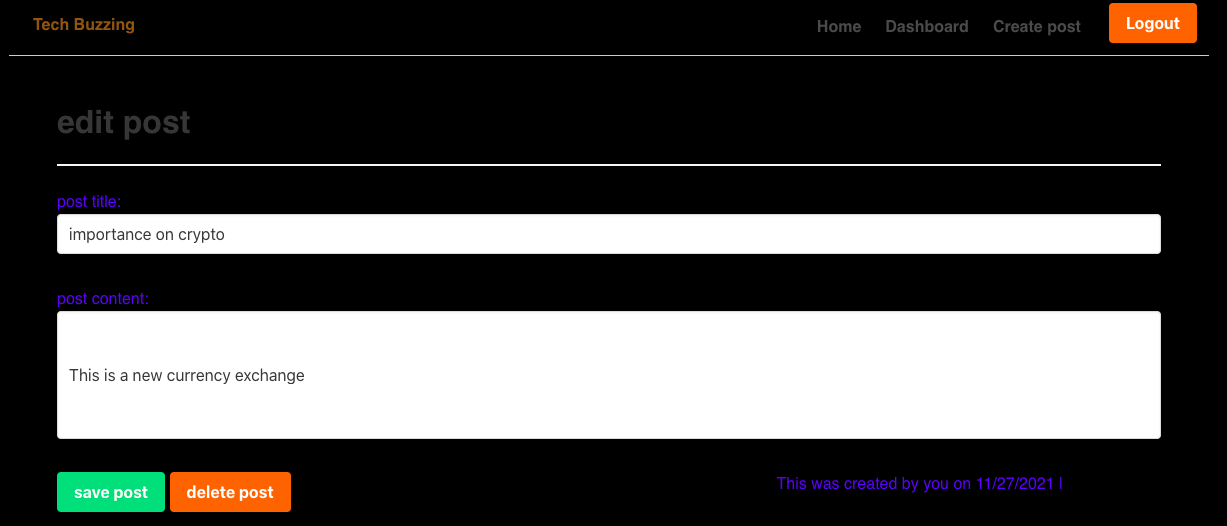 Tech Buzzing
Home Dashboard Create post Logout
edit post
post title:
importance on crypto
post content:
This is a new currency exchange
save post delete post This was created by you on 11/27/2021 |